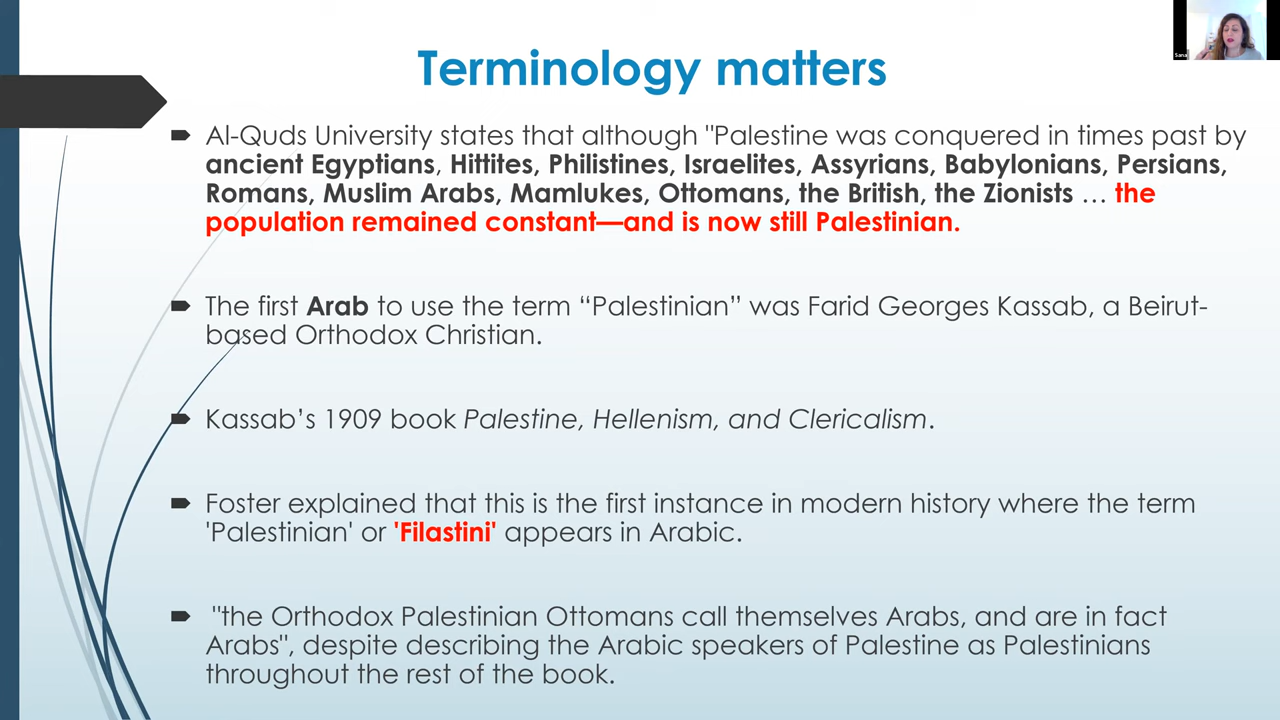 Terminology matters
Al-Quds University states that although "Palestine was conquered in times past by
ancient Egyptians, Hittites, Philistines, Israelites, Assyrians, Babylonians, Persians,
Romans, Muslim Arabs, Mamlukes, Ottomans, the British, the Zionists … the
population remained constant—and is now still Palestinian.
The first Arab to use the term “Palestinian” was Farid Georges Kassab, a Beirut-
based Orthodox Christian.
Kassab’s 1909 book Palestine, Hellenism, and Clericalism.
Foster explained that this is the first instance in modern history where the term
'Palestinian' or 'Filastini' appears in Arabic.
"the Orthodox Palestinian Ottomans call themselves Arabs, and are in fact
Arabs", despite describing the Arabic speakers of Palestine as Palestinians
throughout the rest of the book.
Sana